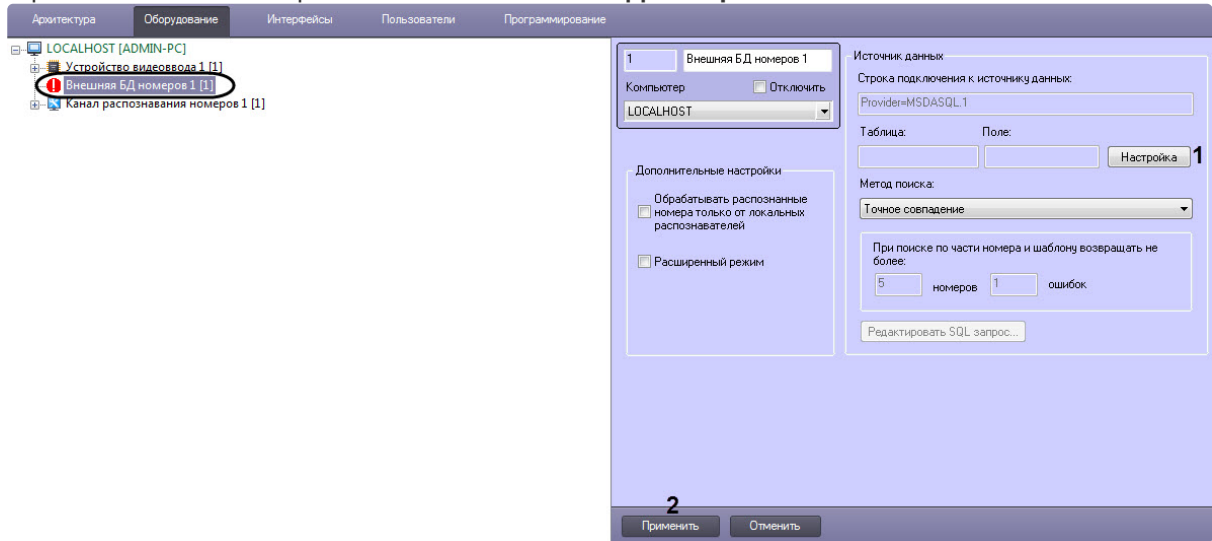 Архитектура Оборудование Интерфейсы Пользователи Программирование
LOCALHOST [ADMIN-PC]
Устройство видеоввода 1 [1]
Внешняя БД номеров 1 [1]
Канал распознавания номеров 1 [1]
1 Внешняя БД номеров 1
Компьютер Отключить
LOCALHOST
Дополнительные настройки
Обрабатывать распознанные
номера только от локальных
распознавателей
Расширенный режим
Источник данных
Строка подключения к источнику данных:
Provider=MSDASQL.1
Таблица: Поле:
Настройка 1
Метод поиска:
Точное совпадение
При поиске по части номера и шаблону возвращать не
более:
5 номеров 1 ошибок
Редактировать SQL запрос...
2
Применить Отменить